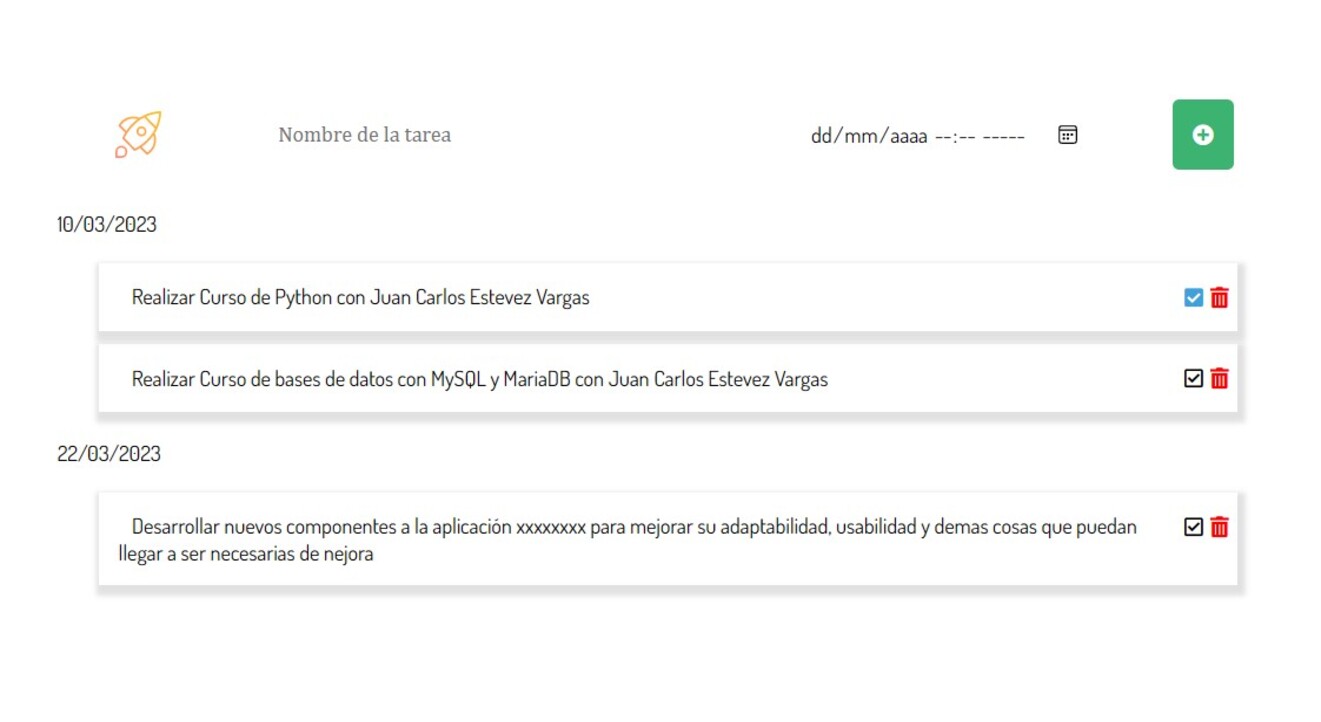 Nombre de la tarea
dd/mm/aaaa --:-- -----
10/03/2023
Realizar Curso de Python con Juan Carlos Estevez Vargas
Realizar Curso de bases de datos con MySQL y MariaDB con Juan Carlos Estevez Vargas
22/03/2023
Desarrollar nuevos componentes a la aplicación xxxxxxxx para mejorar su adaptabilidad, usabilidad y demas cosas que puedan
llegar a ser necesarias de nejora